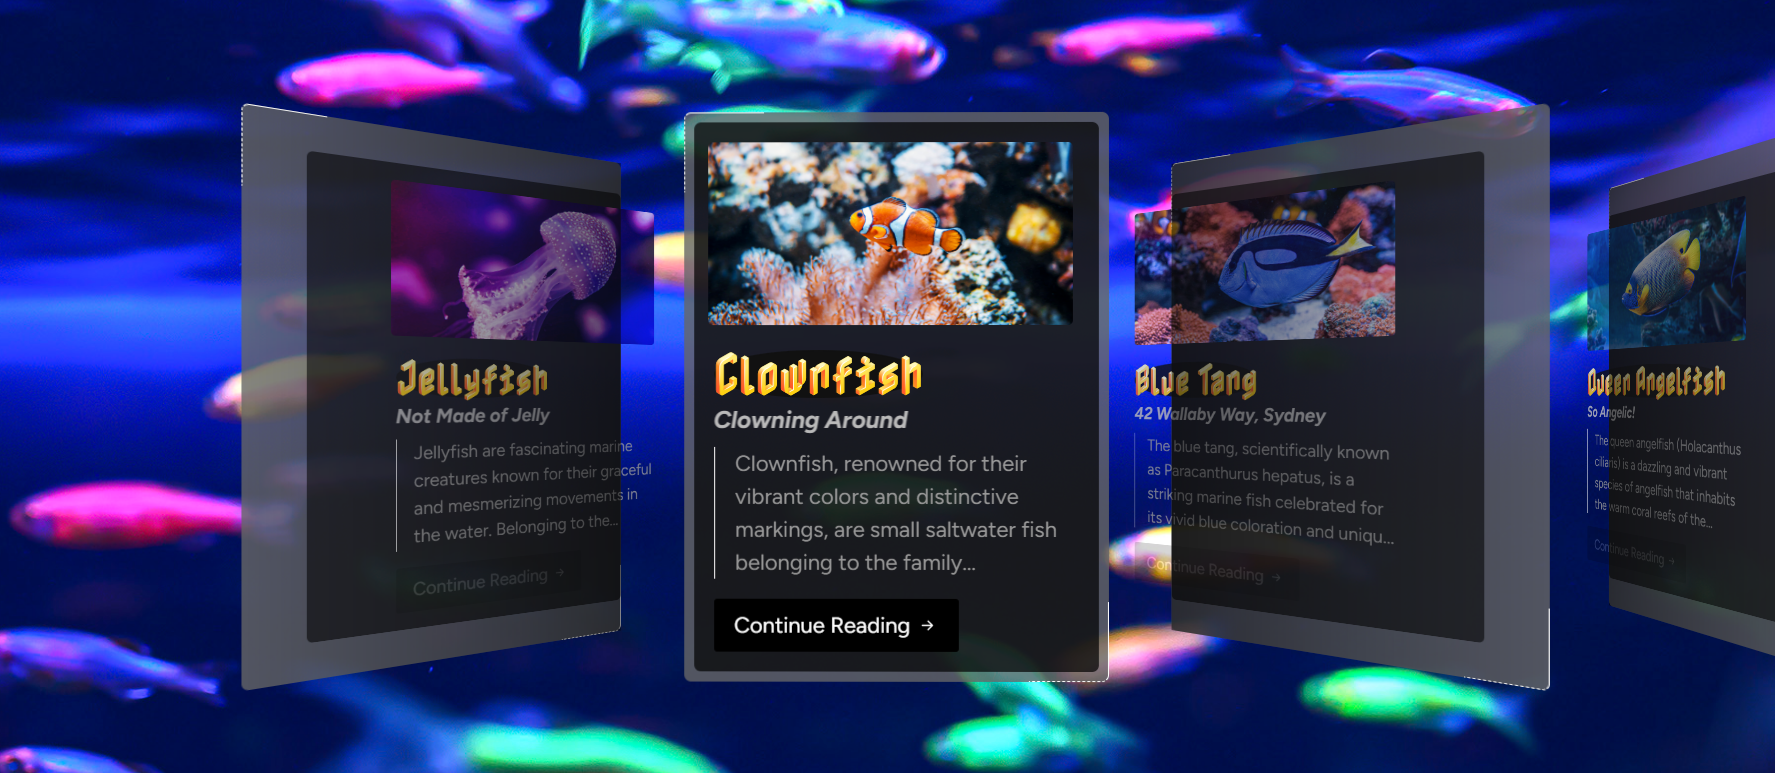 Jellyfish
Not Made of Jelly
Jellyfish are fascinating marine
creatures known for their graceful
and mesmerizing movements in
the water. Belonging to the...
Continue Reading →
Clownfish
Clowning Around
Clownfish, renowned for their
vibrant colors and distinctive
markings, are small saltwater fish
belonging to the family...
Continue Reading →
Blue Tang
42 Wallaby Way, Sydney
The blue tang, scientifically known
as Paracanthurus hepatus, is a
striking marine fish celebrated for
its vivid blue coloration and uniqu...
Continue Reading →
Queen Angelfish
So Angelic!
The queen angelfish (Holacanthus
ciliaris) is a dazzling and vibrant
species of angelfish that inhabits
the warm coral reefs of the...
Continue Reading →